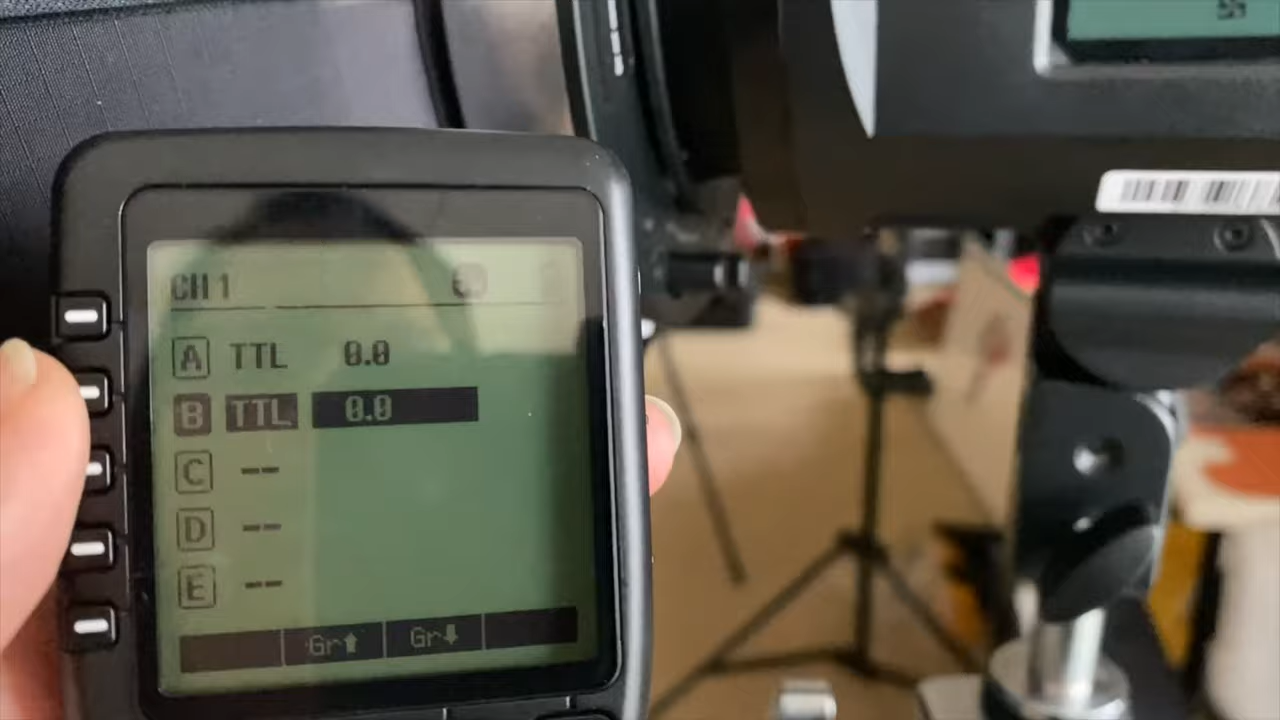 CH 1
A TTL 0.0
B TTL 0.0
C --
D --
E --
Gr⬆ Gr⬇